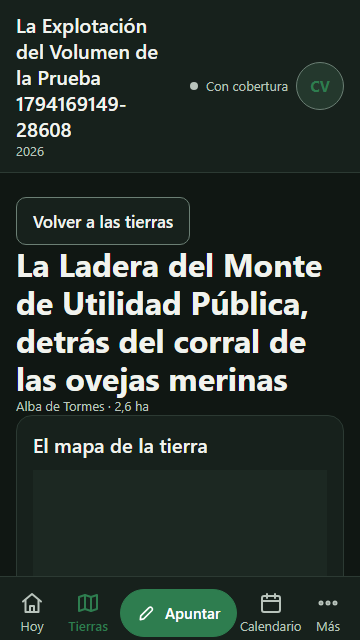 La Explotación
del Volumen de
la Prueba
1794169149-
28608
2026
Con cobertura
CV
Volver a las tierras
La Ladera del Monte
de Utilidad Pública,
detrás del corral de
las ovejas merinas
Alba de Tormes · 2,6 ha
El mapa de la tierra
Hoy
Tierras
Apuntar
Calendario
Más